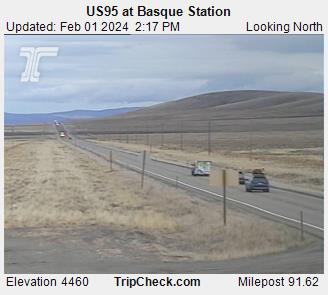 US95 at Basque Station
Updated: Feb 01 2024 2:17 PM Looking North
Elevation 4460 TripCheck.com Milepost 91.62